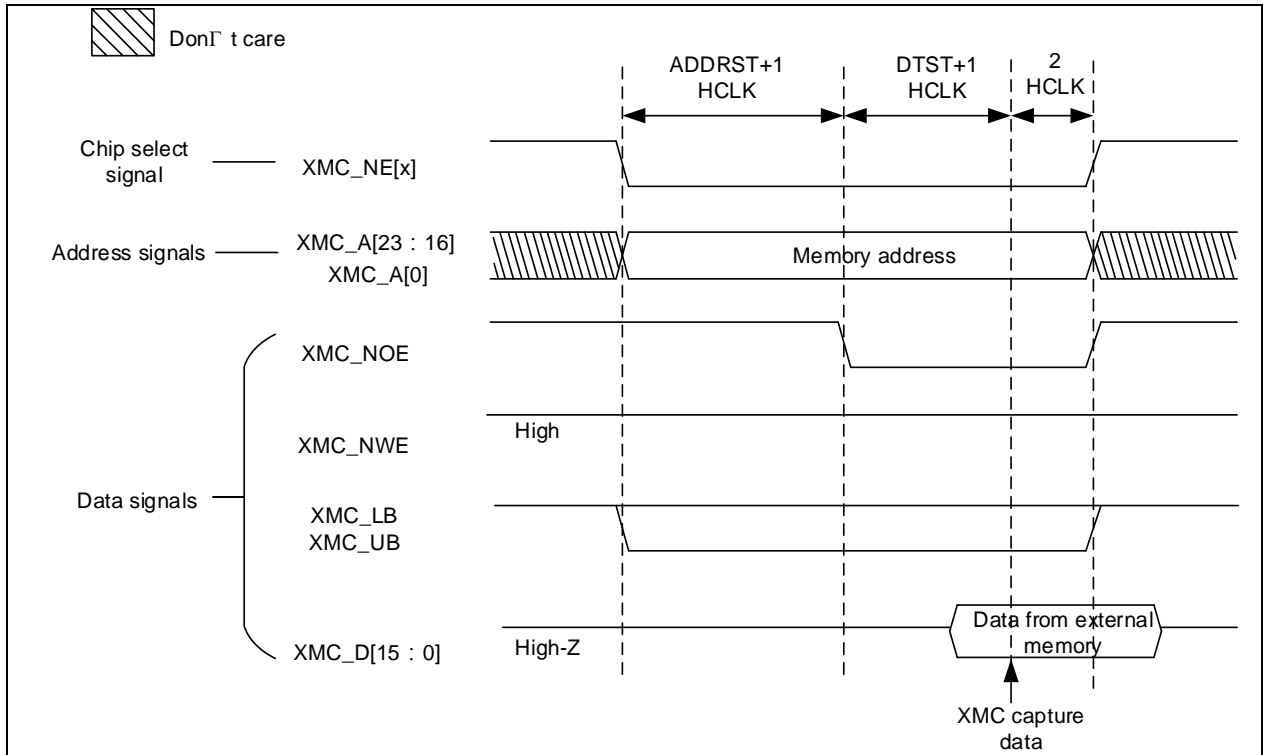 DonΓ t care
ADDRST+1
HCLK
DTST+1
HCLK
2
HCLK
Chip select
signal
XMC_NE[x]
Address signals
XMC_A[23 : 16]
XMC_A[0]
Memory address
XMC_NOE
High
XMC_NWE
Data signals
XMC_LB
XMC_UB
XMC_D[15 : 0]
High-Z
Data from external
memory
XMC capture
data